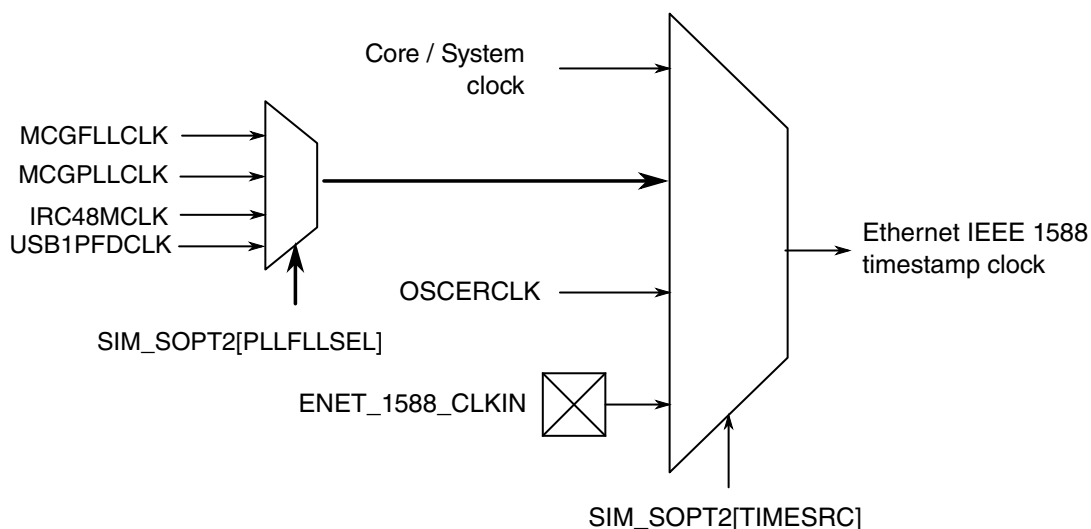 Core / System
clock
MCGFLLCLK
MCGPLLCLK
IRC48MCLK
USB1PFDCLK
Ethernet IEEE 1588
timestamp clock
OSCERCLK
SIM_SOPT2[PLLFLLSEL]
ENET_1588_CLKIN
SIM_SOPT2[TIMESRC]